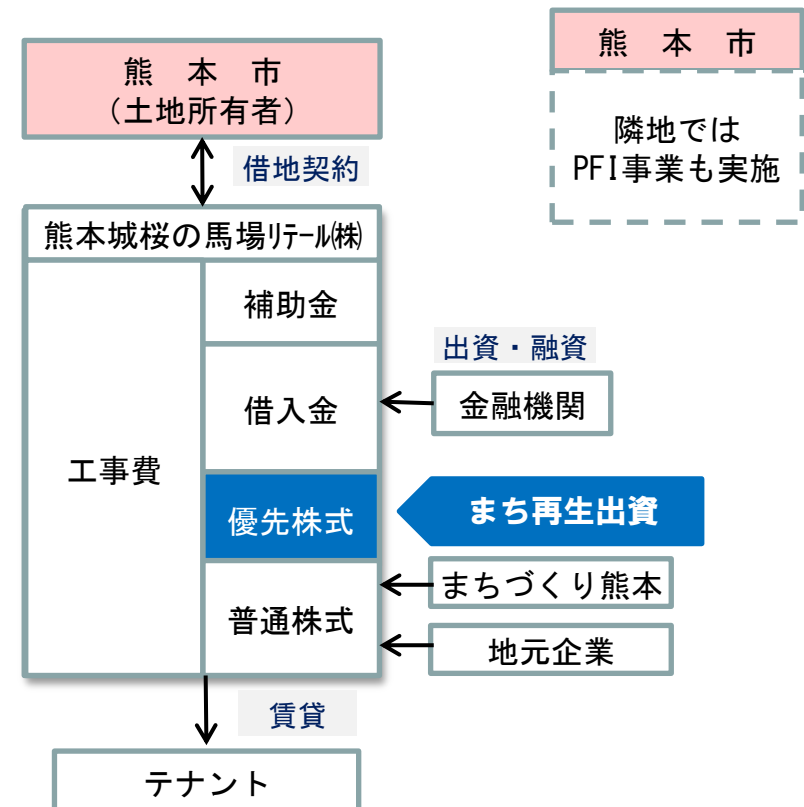 熊　本　市
(土地所有者)
借地契約
熊本城桜の馬場リテール㈱
工事費
補助金
借入金
優先株式
普通株式
出資・融資
金融機関
まち再生出資
まちづくり熊本
地元企業
賃貸
テナント
熊　本　市
隣地では
PFI事業も実施